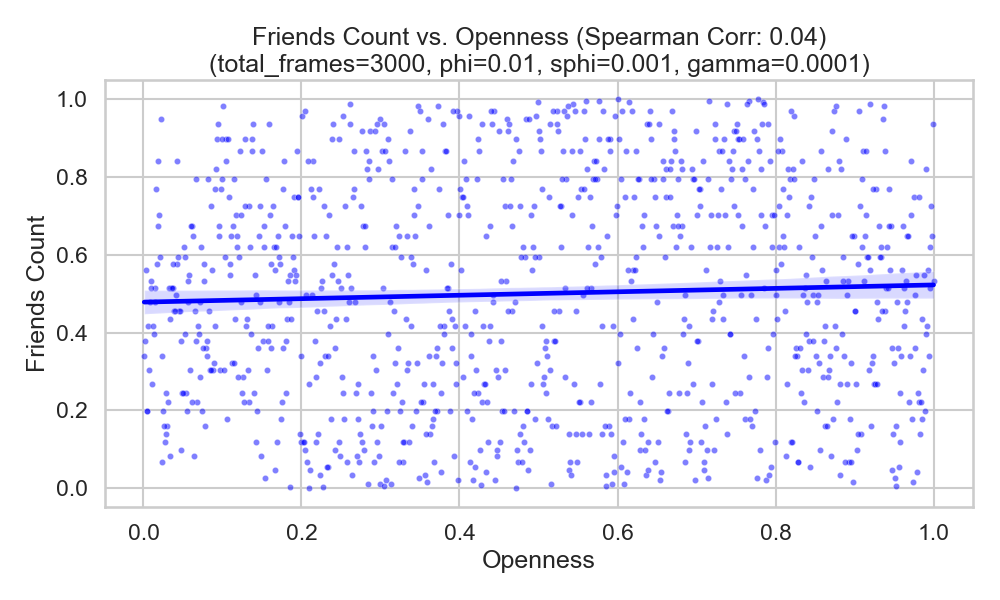 Friends Count vs. Openness (Spearman Corr: 0.04)
(total_frames=3000, phi=0.01, sphi=0.001, gamma=0.0001)
Friends Count
1.0
0.8
0.6
0.4
0.2
0.0
0.0 0.2 0.4 0.6 0.8 1.0
Openness